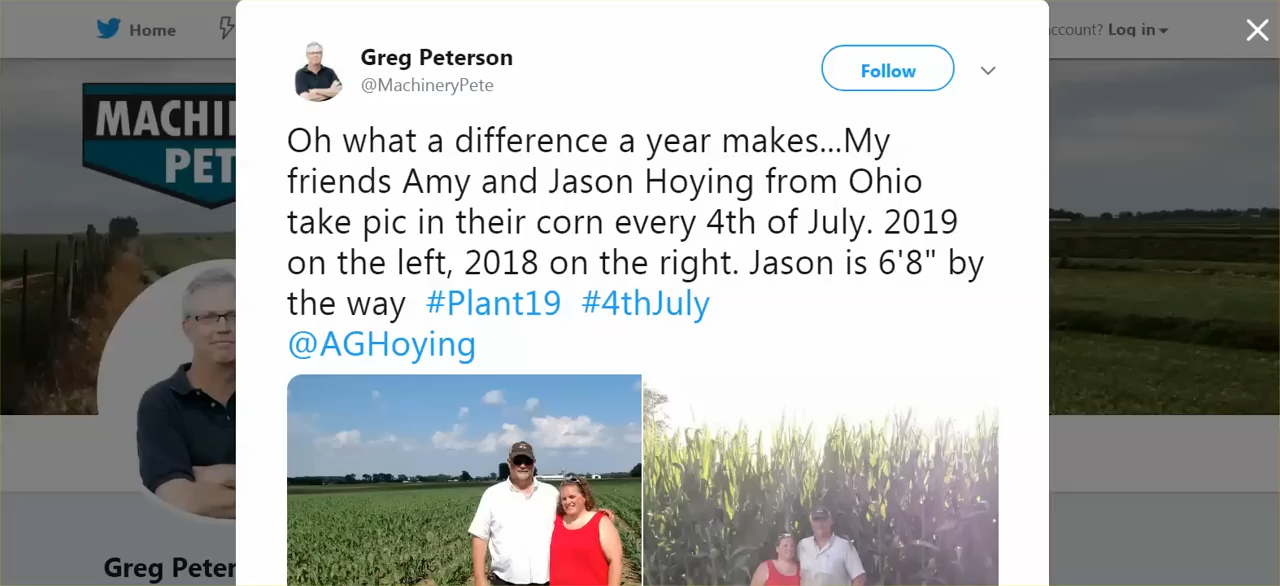 Home
ccount? Log in
MACHI
PET
Greg Peterson
@MachineryPete
Follow
Oh what a difference a year makes...My
friends Amy and Jason Hoying from Ohio
take pic in their corn every 4th of July. 2019
on the left, 2018 on the right. Jason is 6'8" by
the way #Plant19 #4thJuly
@AGHoying
Greg Peter